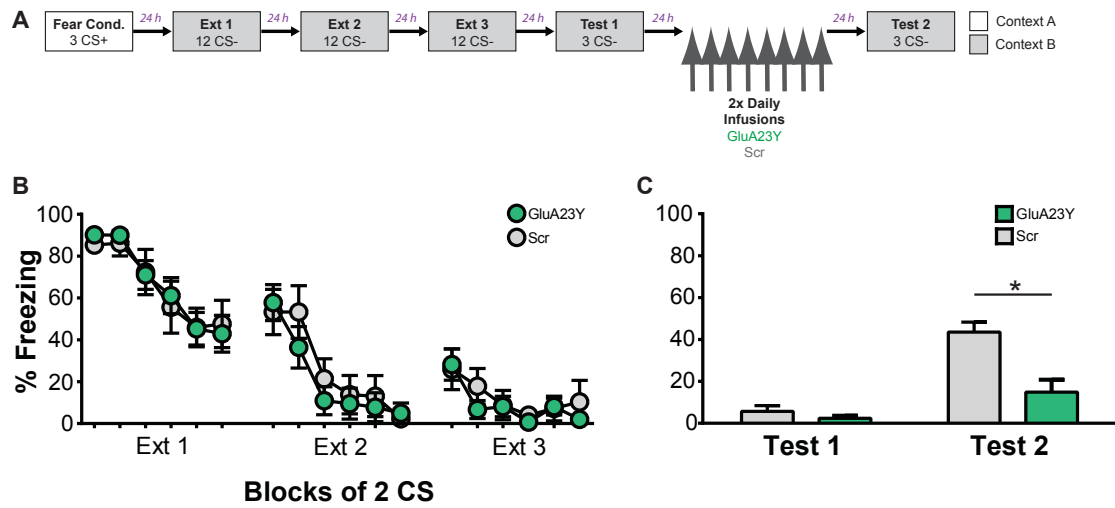 A
Fear Cond.
3 CS+
24 h
Ext 1
12 CS-
24 h
Ext 2
12 CS-
24 h
Ext 3
12 CS-
24 h
Test 1
3 CS-
24 h
2x Daily
Infusions
GluA23Y
Scr
24 h
Test 2
3 CS-
Context A
Context B
B
% Freezing
100
80
60
40
20
0
GluA23Y
Scr
Ext 1
Ext 2
Ext 3
Blocks of 2 CS
C
100
80
60
40
20
0
GluA23Y
Scr
*
Test 1
Test 2